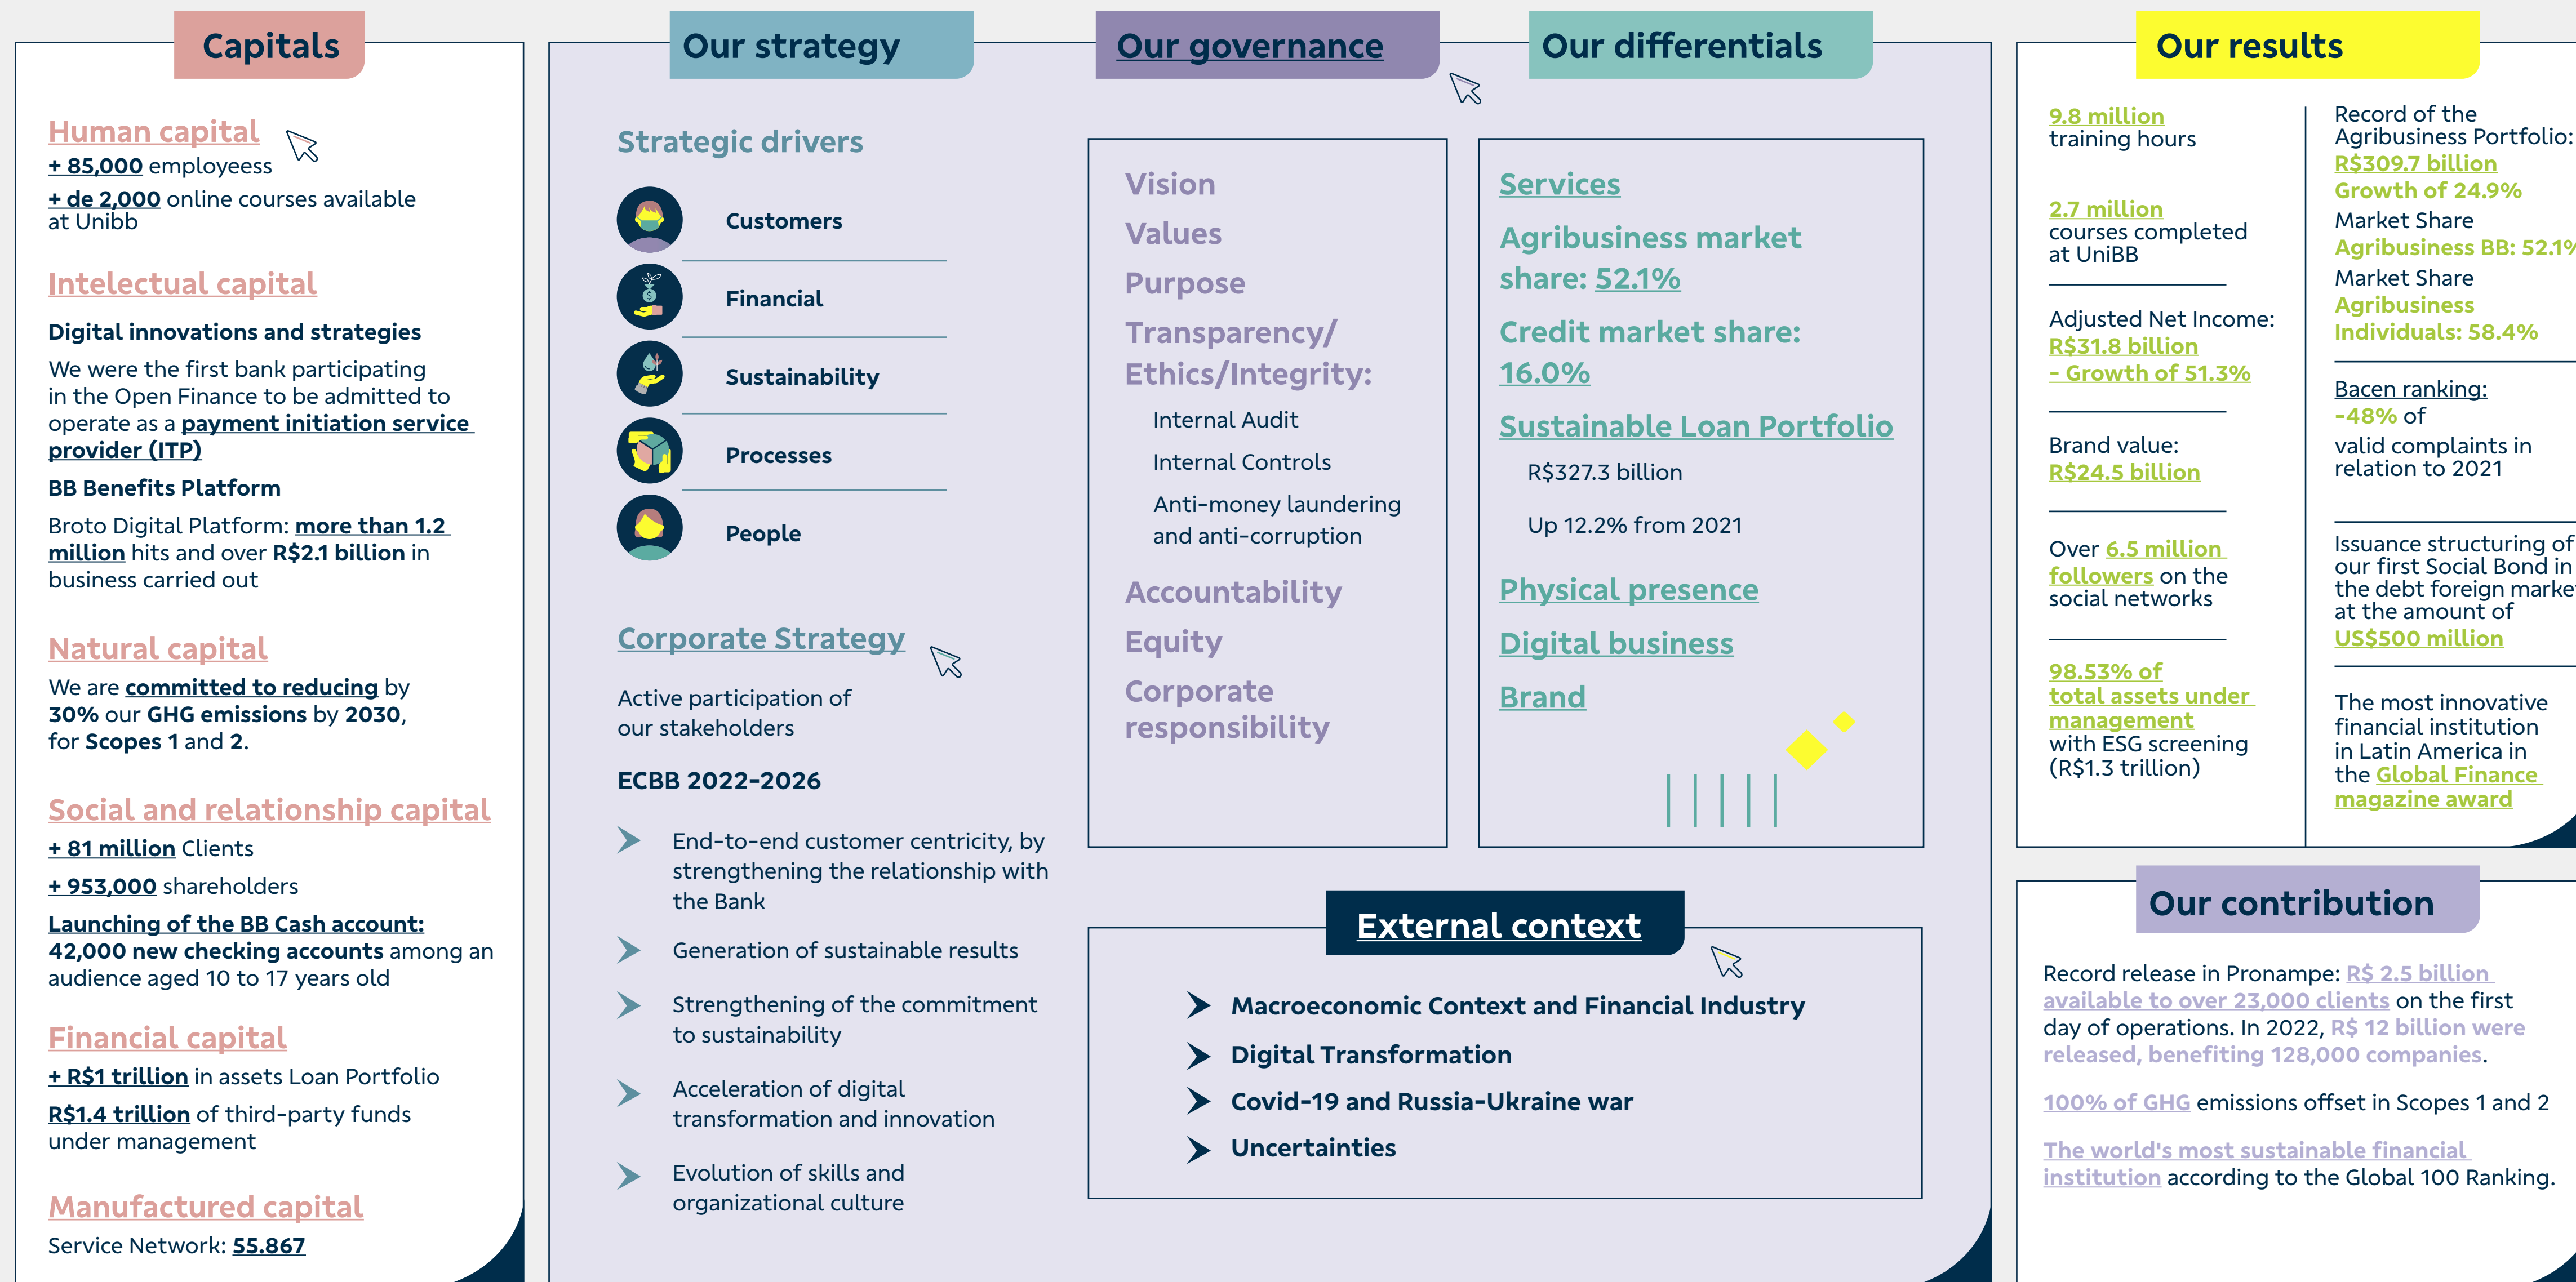 Capitals
Human capital
+ 85,000 employeess
+ de 2,000 online courses available
at Unibb
Intelectual capital
Digital innovations and strategies
We were the first bank participating
in the Open Finance to be admitted to
operate as a payment initiation service
provider (ITP)
BB Benefits Platform
Broto Digital Platform: more than 1.2
million hits and over R$2.1 billion in
business carried out
Natural capital
We are committed to reducing by
30% our GHG emissions by 2030,
for Scopes 1 and 2.
Social and relationship capital
+ 81 million Clients
+ 953,000 shareholders
Launching of the BB Cash account:
42,000 new checking accounts among an
audience aged 10 to 17 years old
Financial capital
+ R$1 trillion in assets Loan Portfolio
R$1.4 trillion of third-party funds
under management
Manufactured capital
Service Network: 55.867
Our strategy
Strategic drivers
Customers
Financial
Sustainability
Processes
People
Corporate Strategy
Active participation of
our stakeholders
ECBB 2022-2026
End-to-end customer centricity, by
strengthening the relationship with
the Bank
Generation of sustainable results
Strengthening of the commitment
to sustainability
Acceleration of digital
transformation and innovation
Evolution of skills and
organizational culture
Our governance
Vision
Values
Purpose
Transparency/
Ethics/Integrity:
Internal Audit
Internal Controls
Anti-money laundering
and anti-corruption
Accountability
Equity
Corporate
responsibility
Our differentials
Services
Agribusiness market
share: 52.1%
Credit market share:
16.0%
Sustainable Loan Portfolio
R$327.3 billion
Up 12.2% from 2021
Physical presence
Digital business
Brand
External context
Macroeconomic Context and Financial Industry
Digital Transformation
Covid-19 and Russia-Ukraine war
Uncertainties
Our results
9.8 million
training hours
2.7 million
courses completed
at UniBB
Adjusted Net Income:
R$31.8 billion
- Growth of 51.3%
Brand value:
R$24.5 billion
Over 6.5 million
followers on the
social networks
98.53% of
total assets under
management
with ESG screening
(R$1.3 trillion)
Record of the
Agribusiness Portfolio:
R$309.7 billion
Growth of 24.9%
Market Share
Agribusiness BB: 52.1%
Market Share
Agribusiness
Individuals: 58.4%
Bacen ranking:
-48% of
valid complaints in
relation to 2021
Issuance structuring of
our first Social Bond in
the debt foreign market
at the amount of
US$500 million
The most innovative
financial institution
in Latin America in
the Global Finance
magazine award
Our contribution
Record release in Pronampe: R$ 2.5 billion
available to over 23,000 clients on the first
day of operations. In 2022, R$ 12 billion were
released, benefiting 128,000 companies.
100% of GHG emissions offset in Scopes 1 and 2
The world's most sustainable financial
institution according to the Global 100 Ranking.